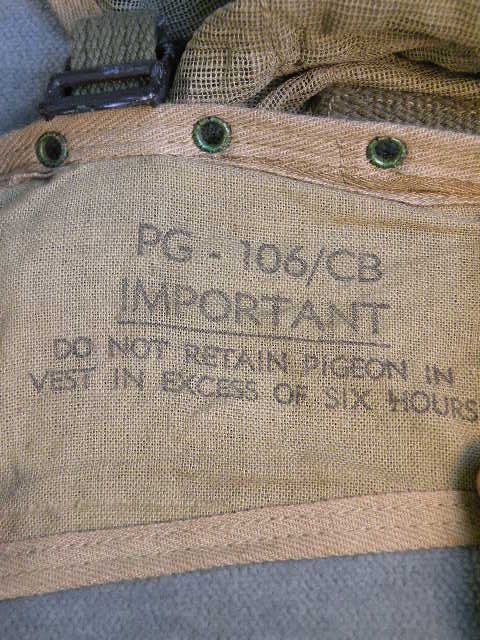 PG - 106/CB
IMPORTANT
DO NOT RETAIN PIGEON IN
VEST IN EXCESS OF SIX HOURS